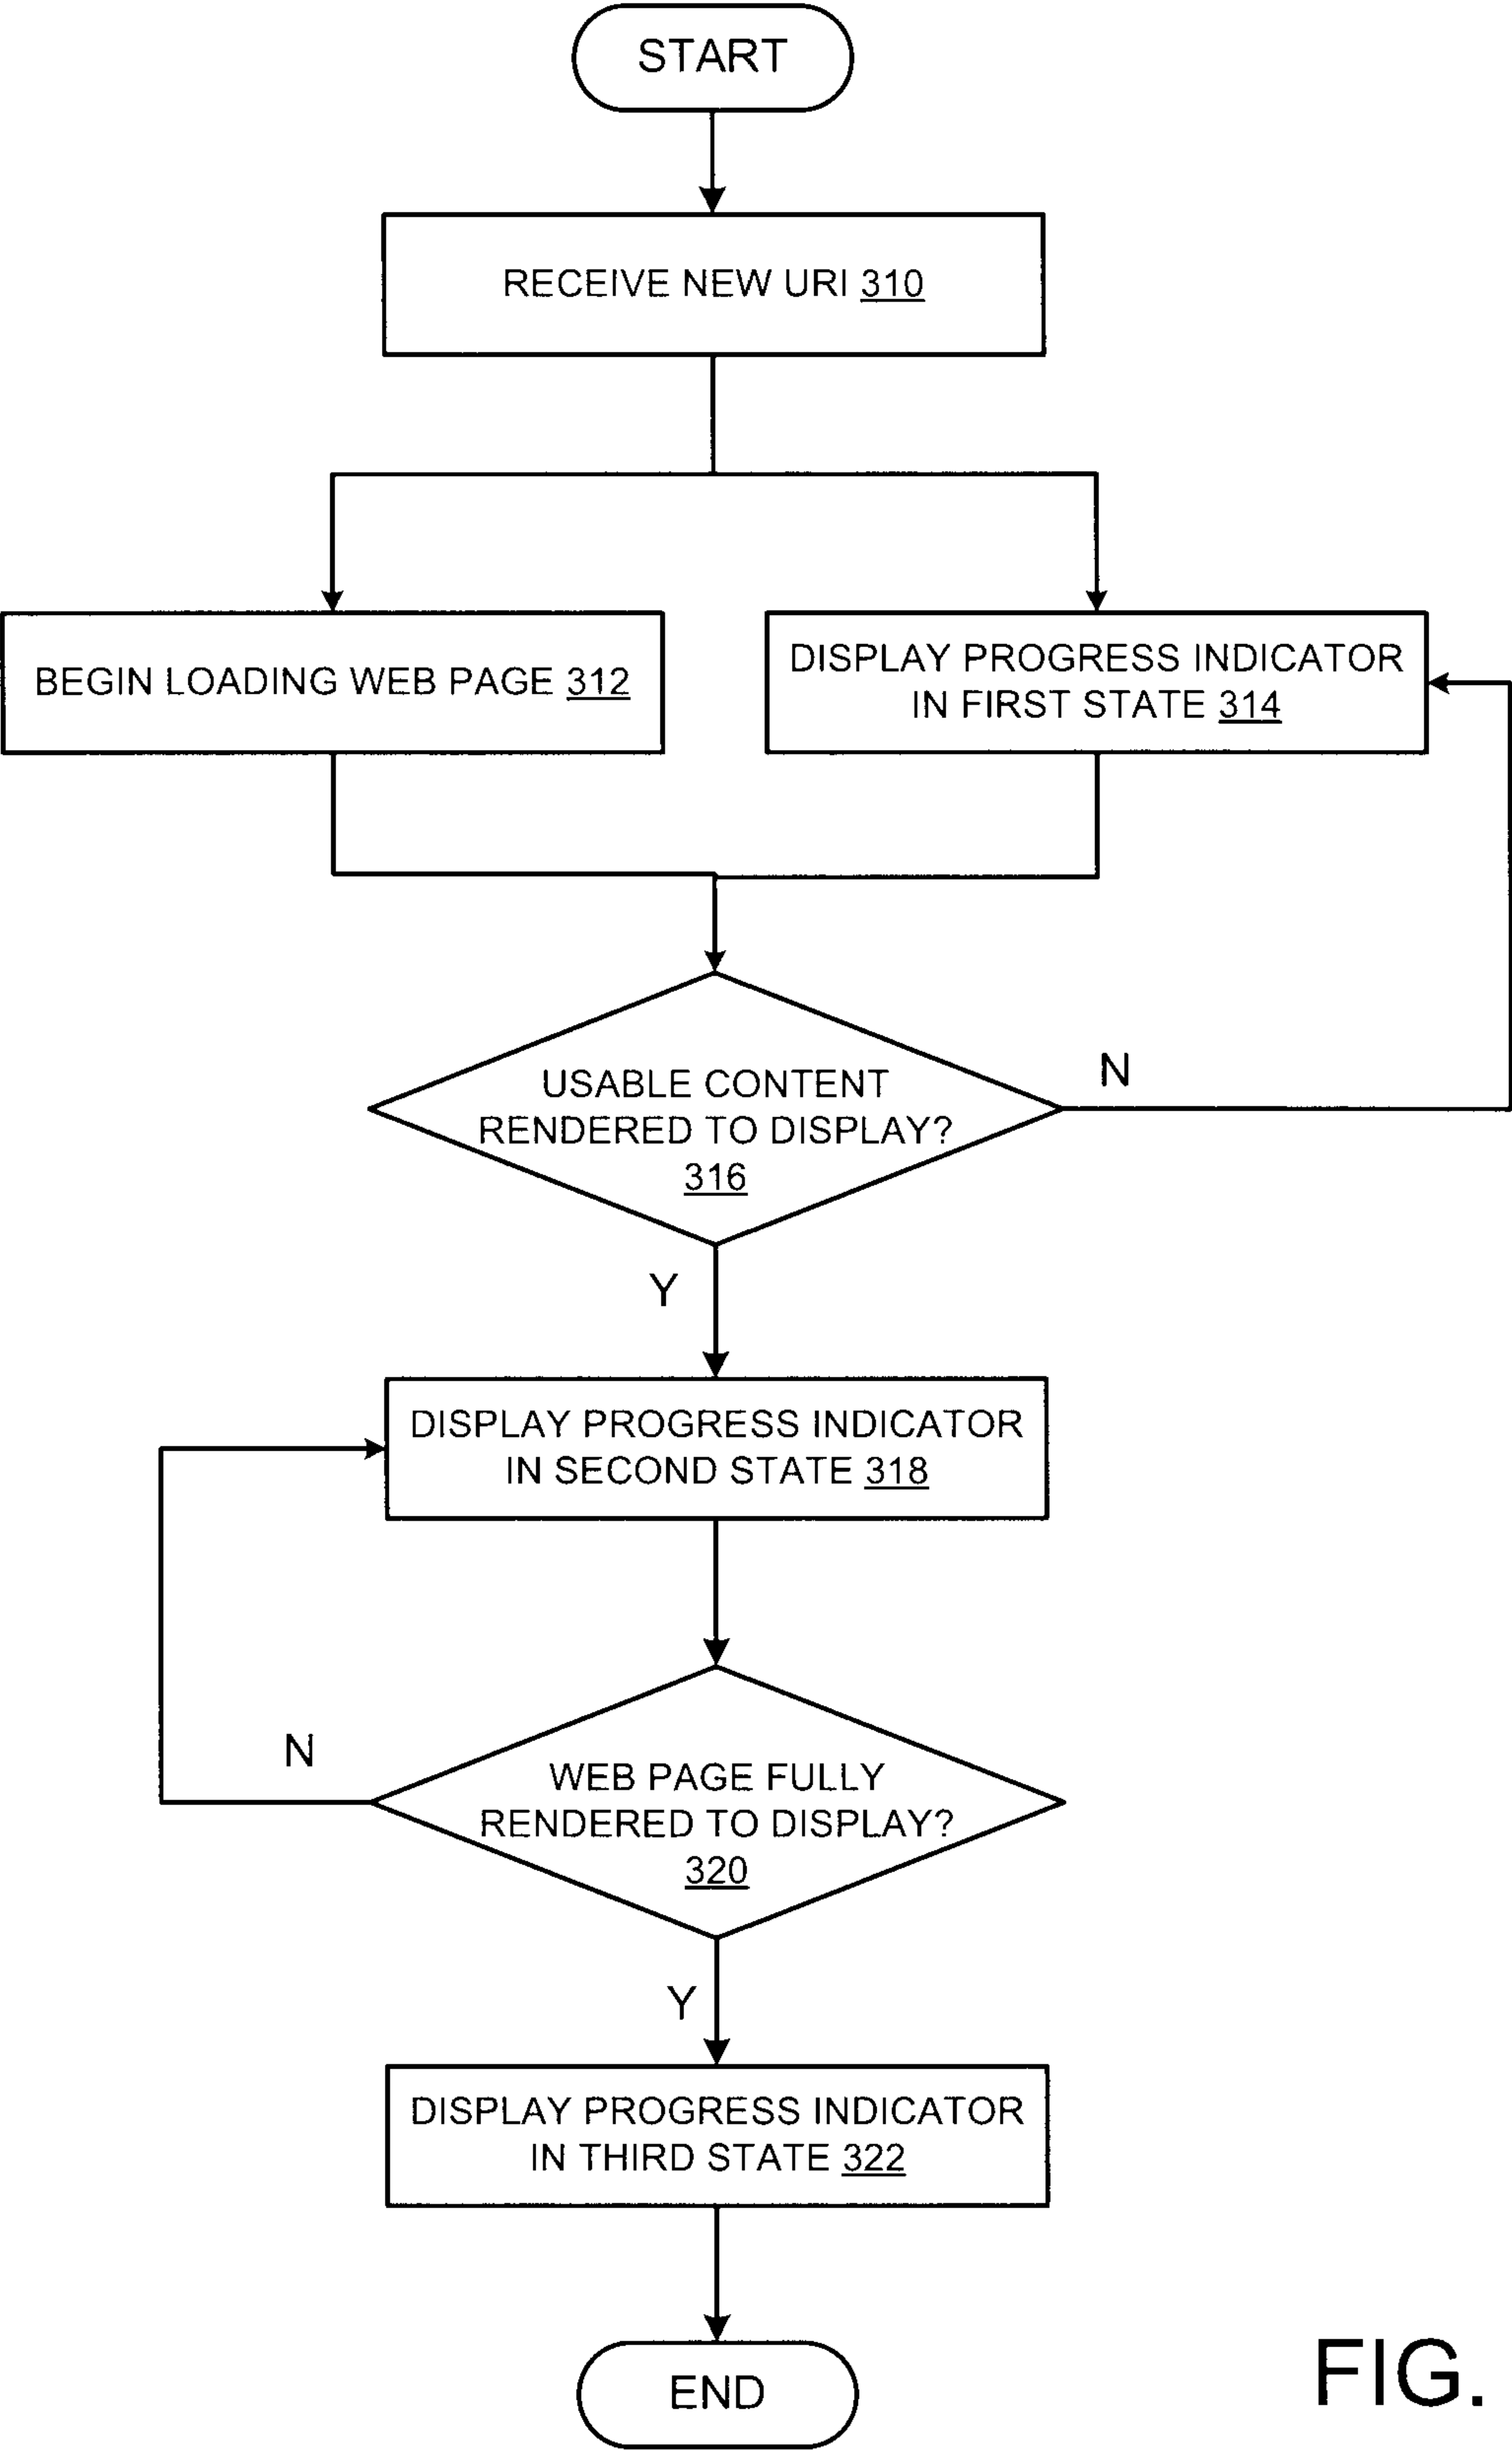 START
RECEIVE NEW URI 310
BEGIN LOADING WEB PAGE 312
DISPLAY PROGRESS INDICATOR
IN FIRST STATE 314
USABLE CONTENT
RENDERED TO DISPLAY?
316
N
Y
DISPLAY PROGRESS INDICATOR
IN SECOND STATE 318
WEB PAGE FULLY
RENDERED TO DISPLAY?
320
N
Y
DISPLAY PROGRESS INDICATOR
IN THIRD STATE 322
END
FIG.